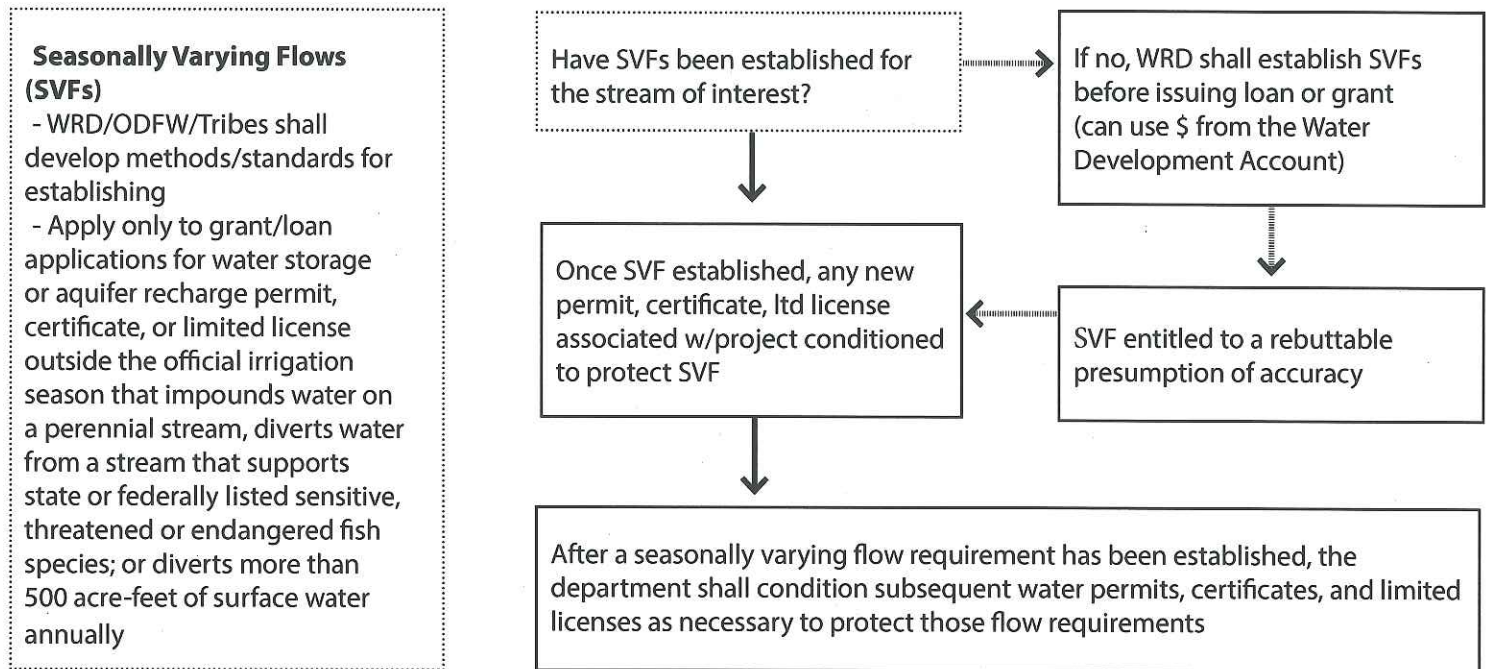 Seasonally Varying Flows
(SVFs)
- WRD/ODFW/Tribes shall
develop methods/standards for
establishing
- Apply only to grant/loan
applications for water storage
or aquifer recharge permit,
certificate, or limited license
outside the official irrigation
season that impounds water on
a perennial stream, diverts water
from a stream that supports
state or federally listed sensitive,
threatened or endangered fish
species; or diverts more than
500 acre-feet of surface water
annually
Have SVFs been established for
the stream of interest?
If no, WRD shall establish SVFs
before issuing loan or grant
(can use $ from the Water
Development Account)
SVF entitled to a rebuttable
presumption of accuracy
Once SVF established, any new
permit, certificate, ltd license
associated w/project conditioned
to protect SVF
After a seasonally varying flow requirement has been established, the
department shall condition subsequent water permits, certificates, and limited
licenses as necessary to protect those flow requirements